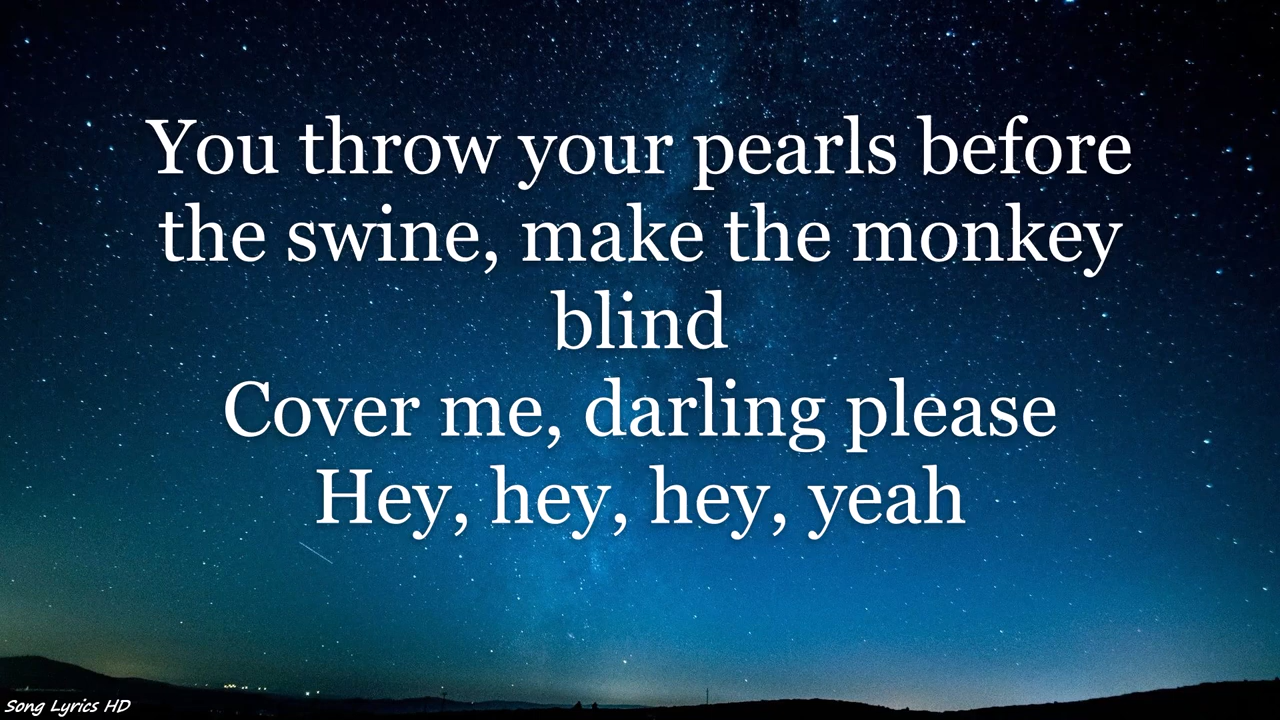 You throw your pearls before
the swine, make the monkey
blind
Cover me, darling please
Hey, hey, hey, yeah
Song Lyrics HD